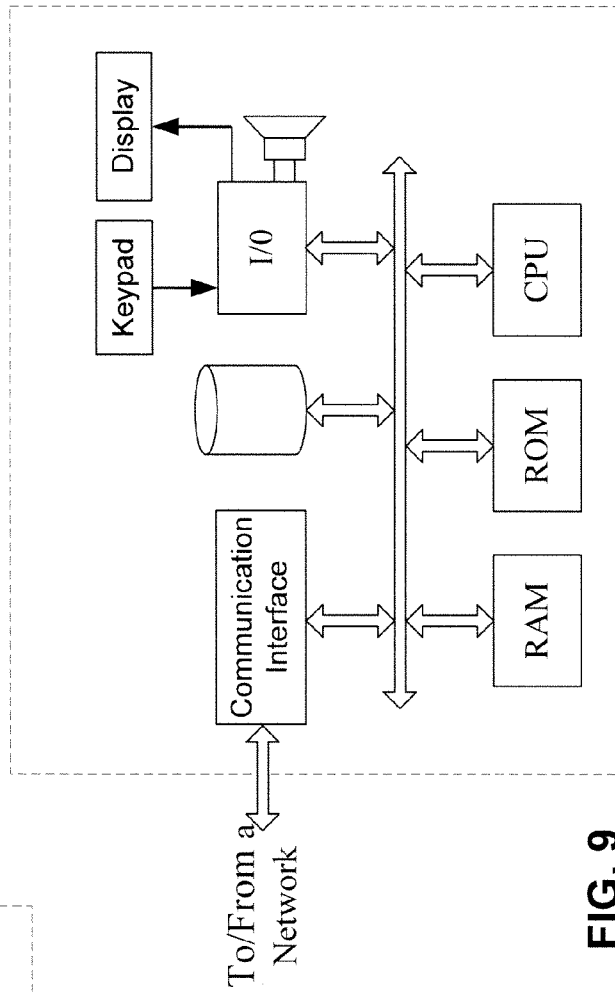 Keypad
Display
Communication
Interface
I/0
To/From a
Network
RAM
ROM
CPU
FIG. 9